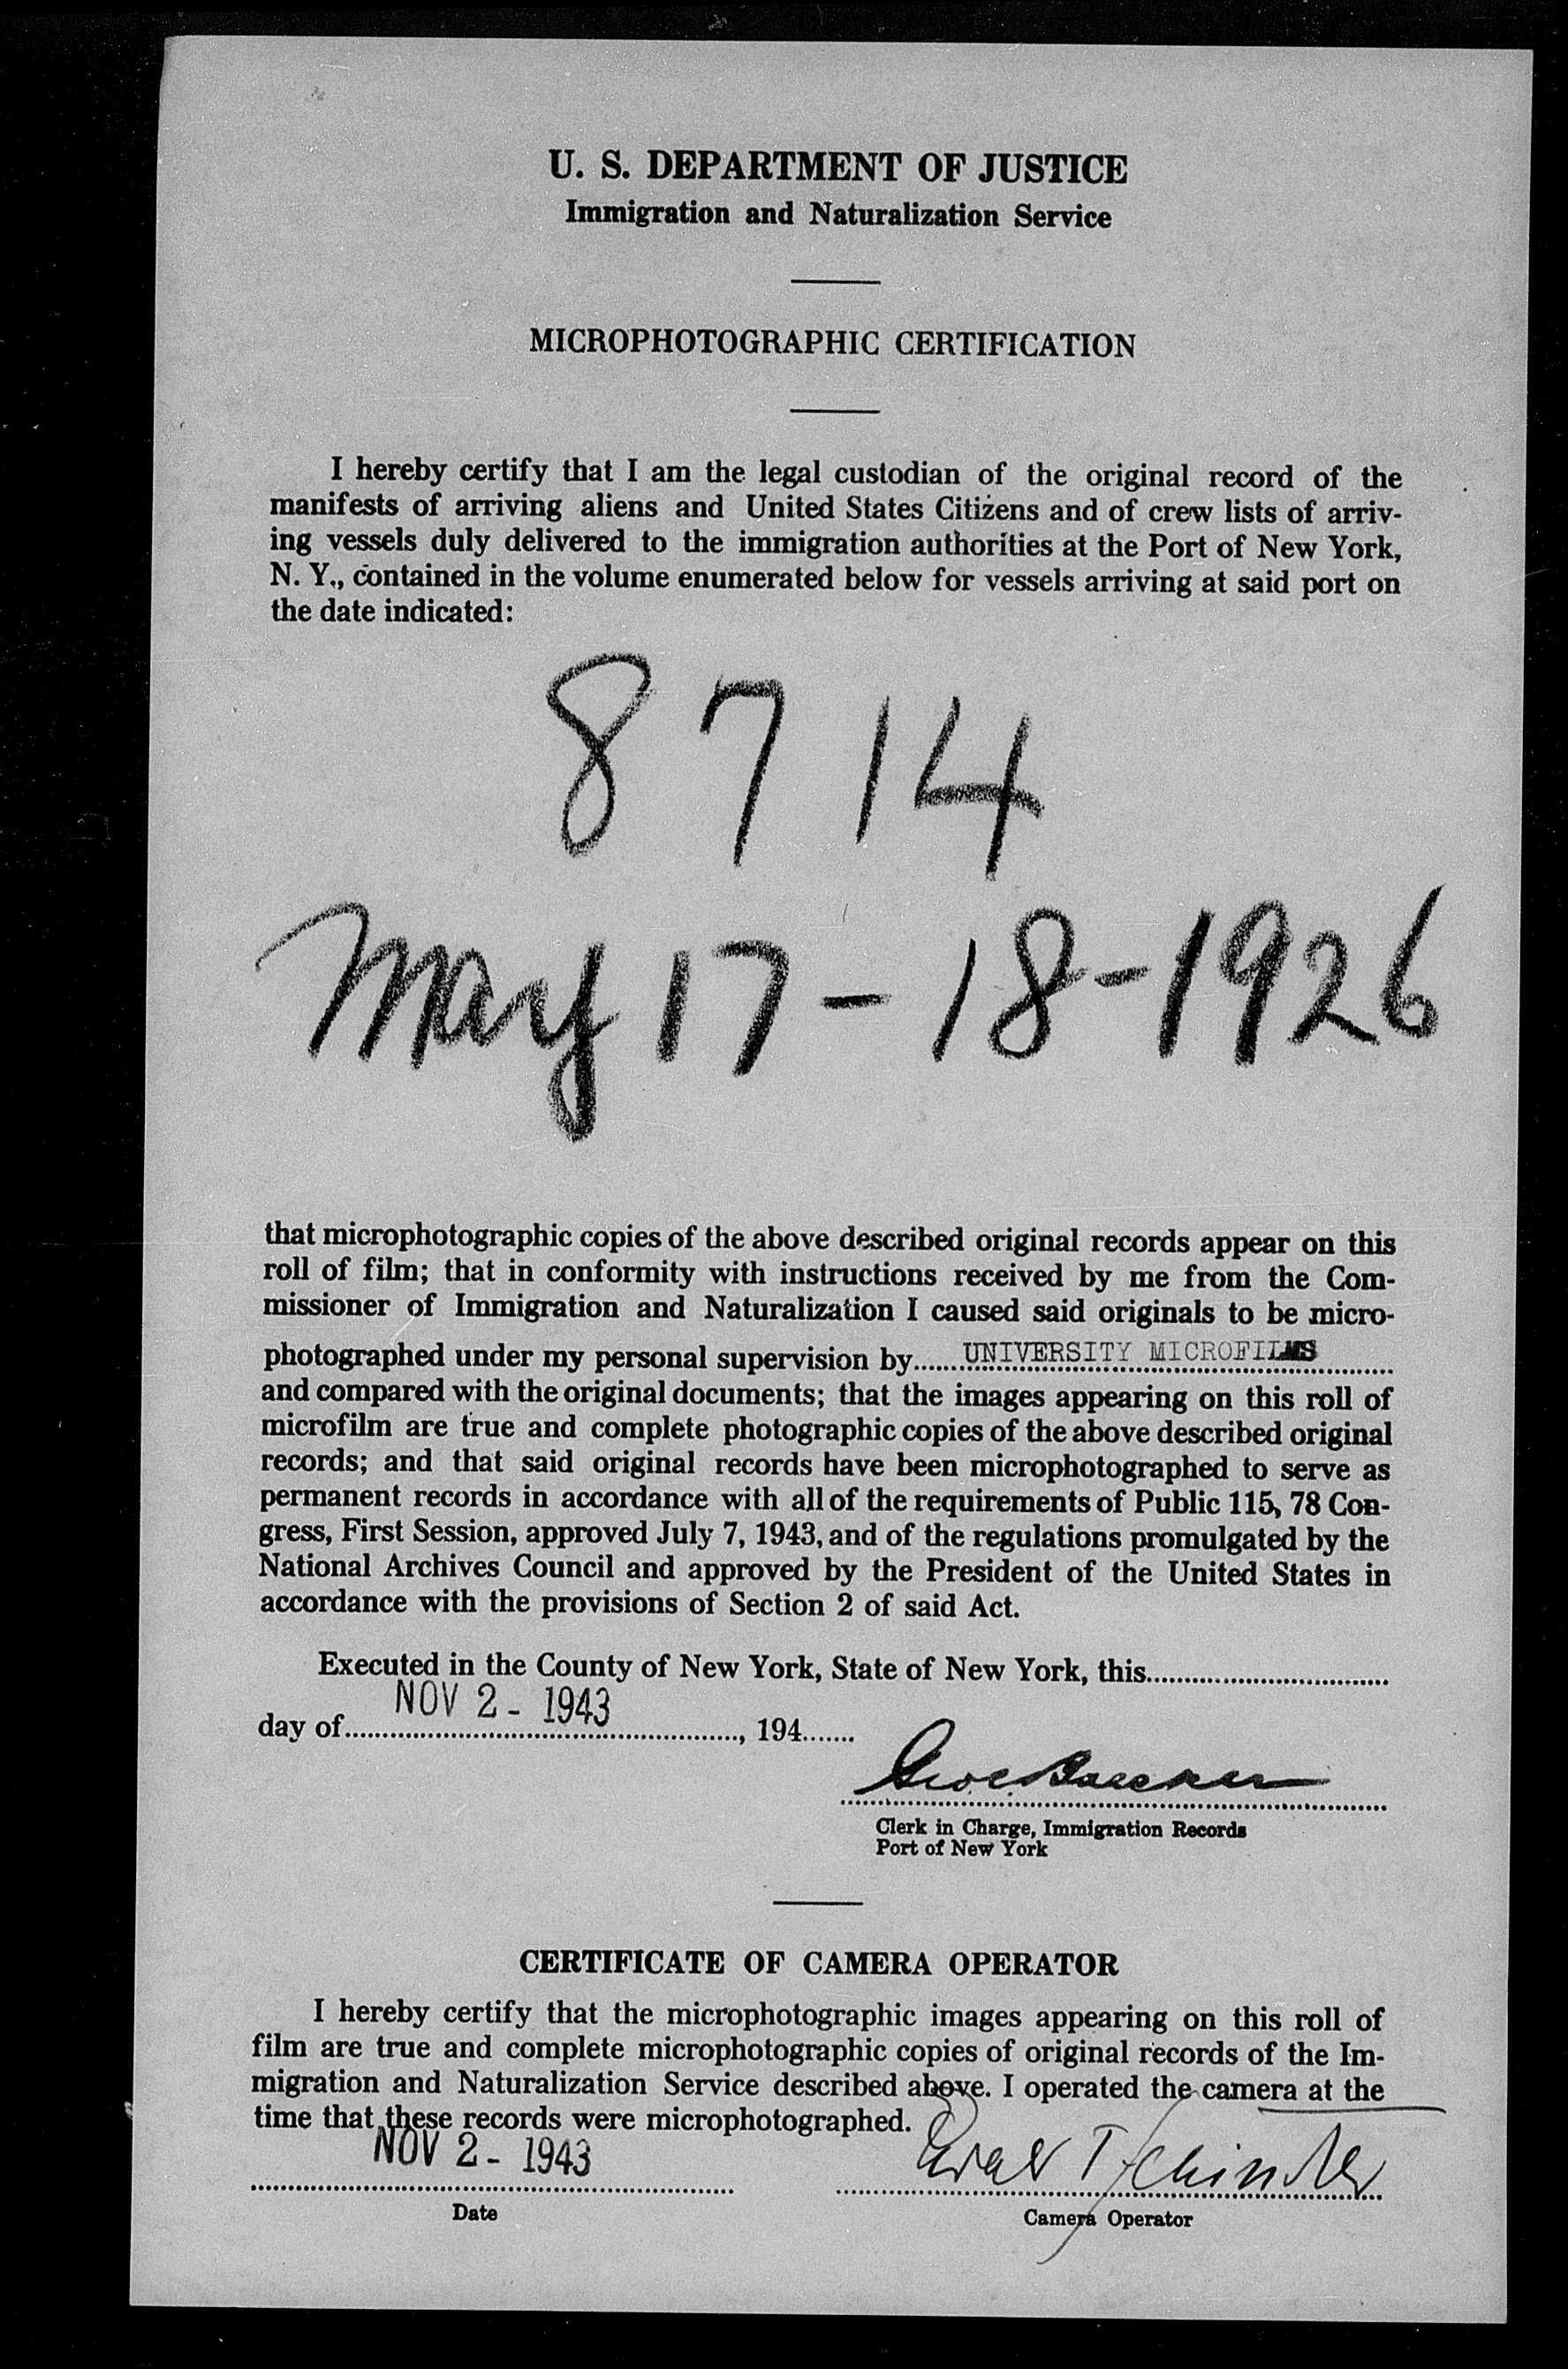 U. S. DEPARTMENT OF JUSTICE
Immigration and Naturalization Service
MICROPHOTOGRAPHIC CERTIFICATION
I hereby certify that I am the legal custodian of the original record of the
manifests of arriving aliens and United States Citizens and of crew lists of arriv-
ing vessels duly delivered to the immigration authorities at the Port of New York,
N. Y., contained in the volume enumerated below for vessels arriving at said port on
the date indicated:
8714
May 17-18-1926
that microphotographic copies of the above described original records appear on this
roll of film; that in conformity with instructions received by me from the Com-
missioner of Immigration and Naturalization I caused said originals to be micro-
photographed under my personal supervision by UNIVERSITY MICROFILMS
and compared with the original documents; that the images appearing on this roll of
microfilm are true and complete photographic copies of the above described original
records; and that said original records have been microphotographed to serve as
permanent records in accordance with all of the requirements of Public 115, 78 Con-
gress, First Session, approved July 7, 1943, and of the regulations promulgated by the
National Archives Council and approved by the President of the United States in
accordance with the provisions of Section 2 of said Act.
Executed in the County of New York, State of New York, this
day of NOV 2 - 1943, 194
Clerk in Charge, Immigration Records
Port of New York
CERTIFICATE OF CAMERA OPERATOR
I hereby certify that the microphotographic images appearing on this roll of
film are true and complete microphotographic copies of original records of the Im-
migration and Naturalization Service described above. I operated the camera at the
time that these records were microphotographed.
NOV 2 - 1943
Date
Camera Operator